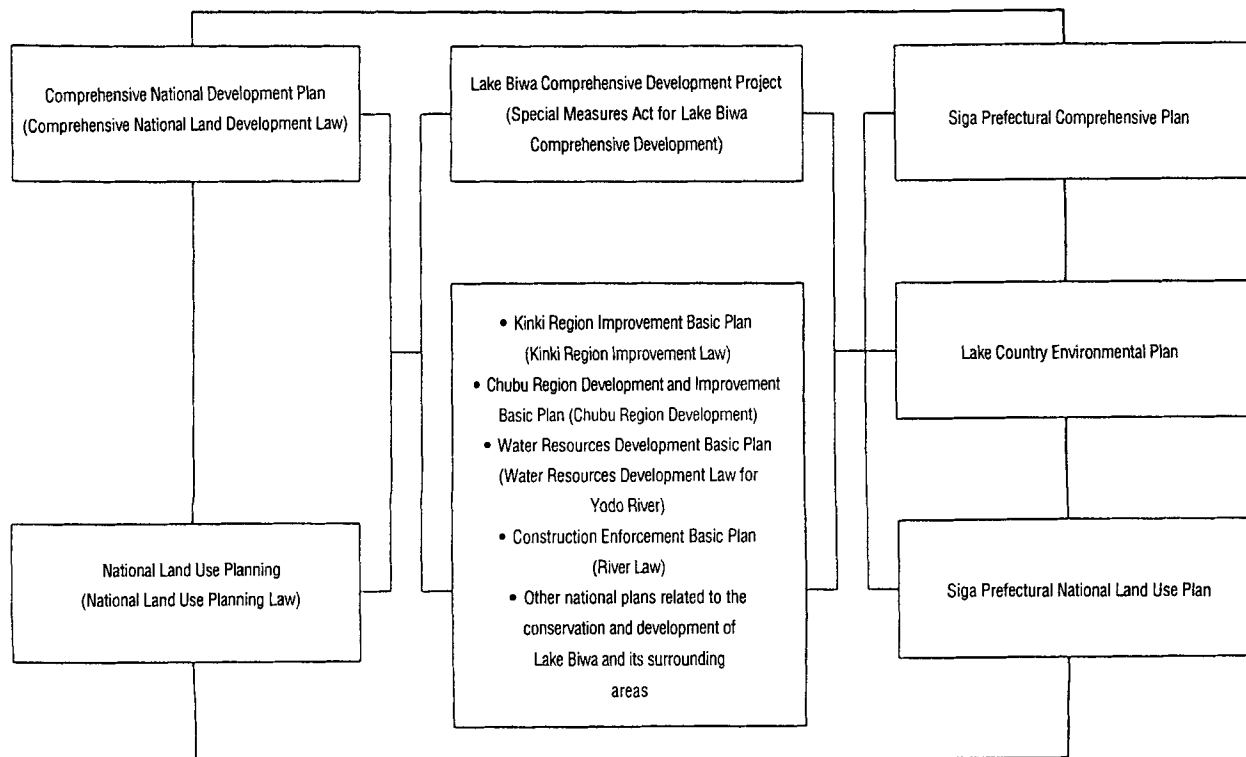 Comprehensive National Development Plan
(Comprehensive National Land Development Law)
Lake Biwa Comprehensive Development Project
(Special Measures Act for Lake Biwa
Comprehensive Development)
Siga Prefectural Comprehensive Plan
• Kinki Region Improvement Basic Plan
(Kinki Region Improvement Law)
• Chubu Region Development and Improvement
Basic Plan (Chubu Region Development)
• Water Resources Development Basic Plan
(Water Resources Development Law for
Yodo River)
• Construction Enforcement Basic Plan
(River Law)
• Other national plans related to the
conservation and development of
Lake Biwa and its surrounding
areas
Lake Country Environmental Plan
National Land Use Planning
(National Land Use Planning Law)
Siga Prefectural National Land Use Plan